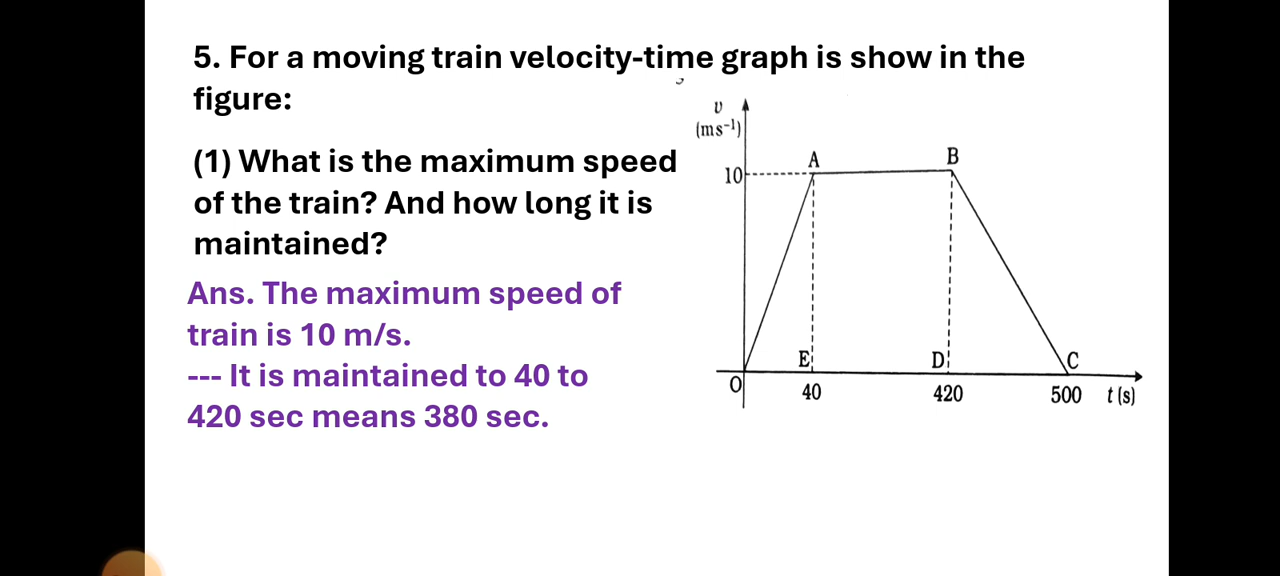 5. For a moving train velocity-time graph is show in the
figure:
(1) What is the maximum speed
of the train? And how long it is
maintained?
Ans. The maximum speed of
train is 10 m/s.
--- It is maintained to 40 to
420 sec means 380 sec.
υ
(ms⁻¹)
A
B
10
E
D
C
O
40
420
500
t (s)